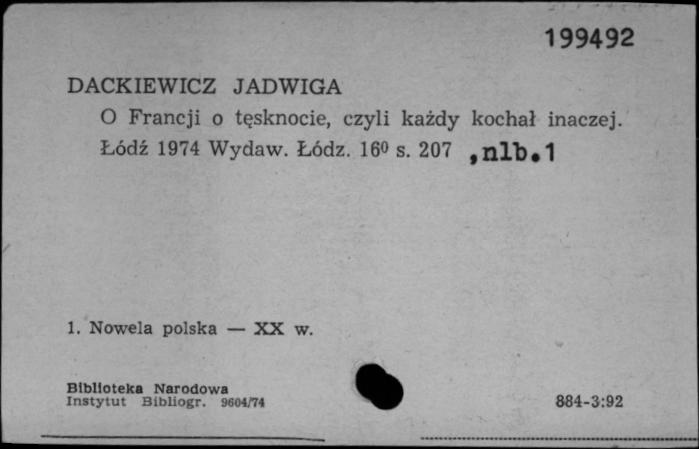 199492
DACKIEWICZ JADWIGA
O Francji o tęsknocie, czyli każdy kochał inaczej.
Łódź 1974 Wydaw. Łódz. 16⁰ s. 207 ,nlb.1
1. Nowela polska — XX w.
Biblioteka Narodowa
Instytut Bibliogr. 9604/74
884-3:92